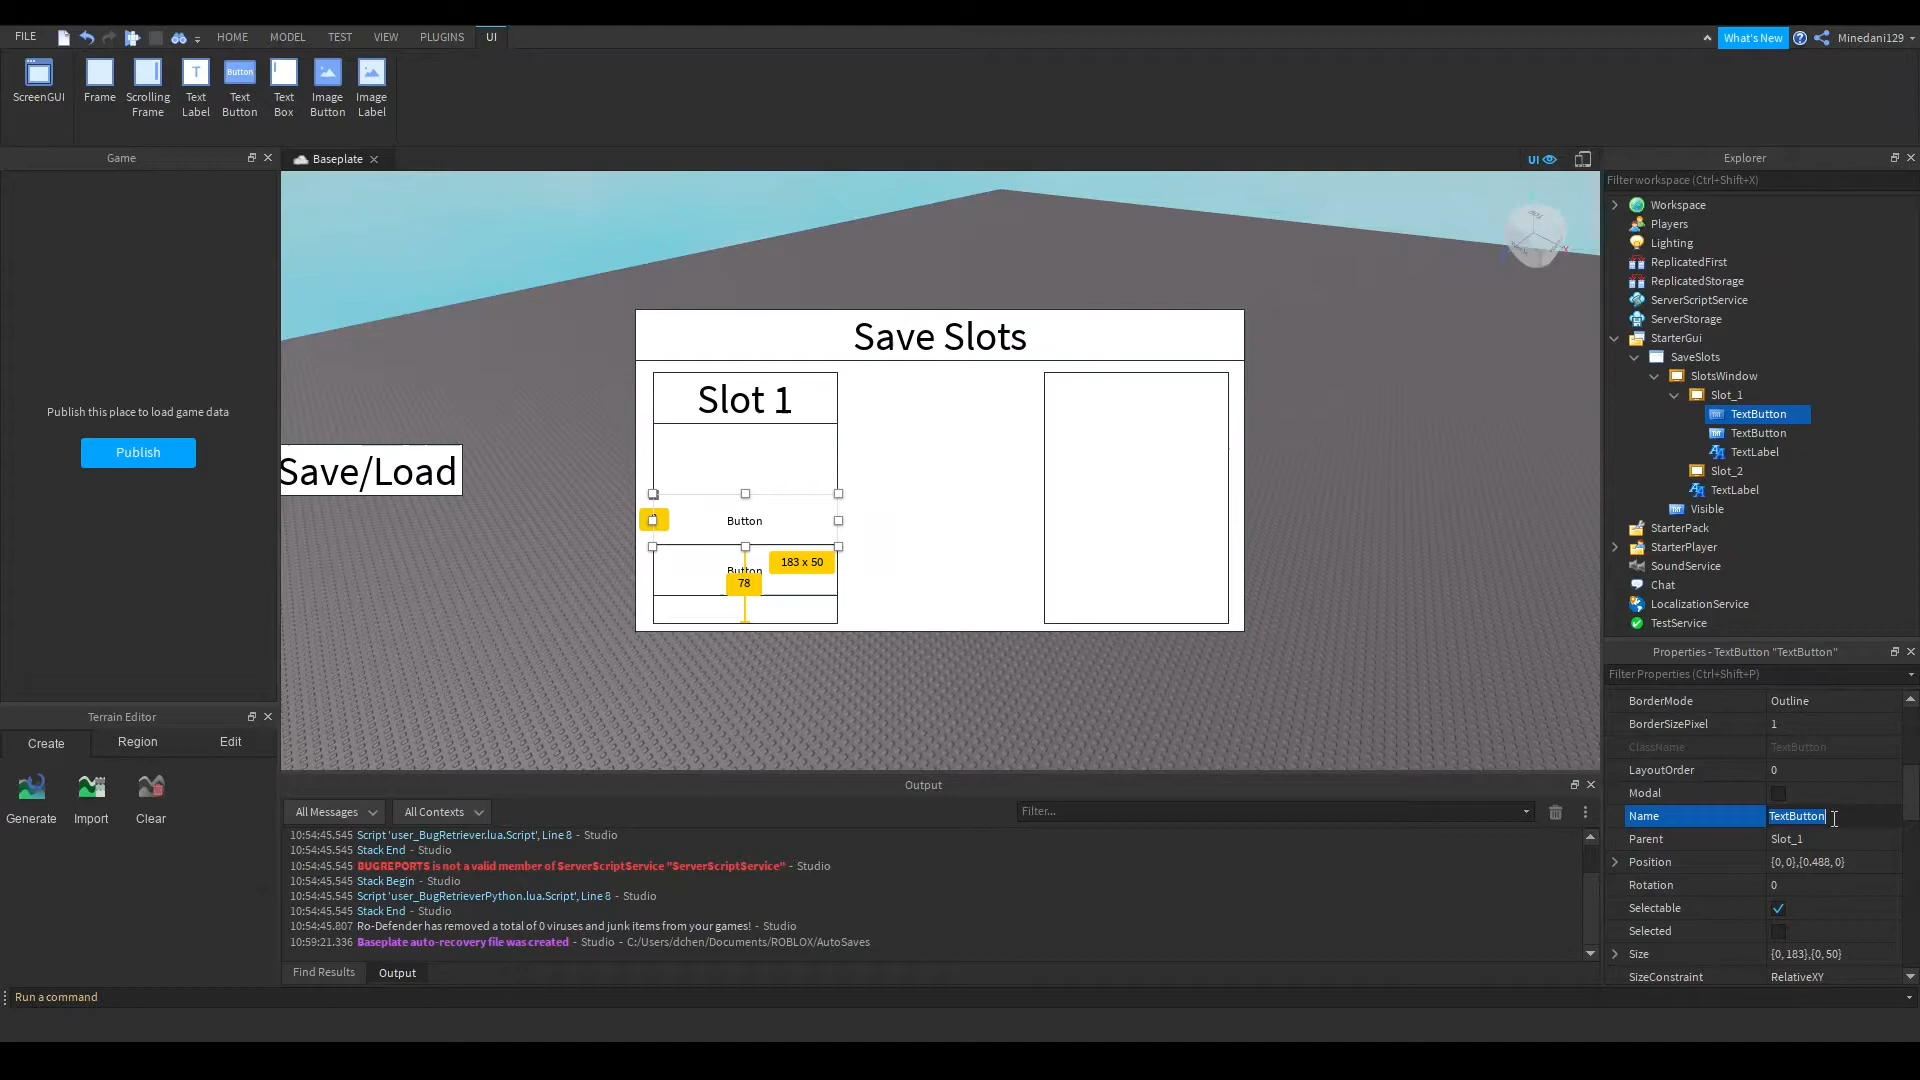 FILE
HOME
MODEL
TEST
VIEW
PLUGINS
UI
What's New
Minedani129
ScreenGUI
Frame
Scrolling
Frame
Text
Label
Button
Text
Button
Text
Box
Image
Button
Image
Label
Game
Baseplate
UI
Explorer
Filter workspace (Ctrl+Shift+X)
Workspace
Players
Lighting
ReplicatedFirst
ReplicatedStorage
ServerScriptService
ServerStorage
StarterGui
SaveSlots
SlotsWindow
Slot_1
TextButton
TextButton
TextLabel
Slot_2
TextLabel
Visible
StarterPack
StarterPlayer
SoundService
Chat
LocalizationService
TestService
Publish this place to load game data
Publish
Save Slots
Slot 1
Save/Load
Button
183 x 50
Button
78
Properties - TextButton "TextButton"
Filter Properties (Ctrl+Shift+P)
BorderMode Outline
BorderSizePixel 1
ClassName TextButton
LayoutOrder 0
Modal
Name TextButton
Parent Slot_1
Position {0, 0},{0.488, 0}
Rotation 0
Selectable
Selected
Size {0, 183},{0, 50}
SizeConstraint RelativeXY
Terrain Editor
Create
Region
Edit
Generate
Import
Clear
Output
All Messages
All Contexts
Filter...
10:54:45.545 Script 'user_BugRetriever.lua.Script', Line 8 - Studio
10:54:45.545 Stack End - Studio
10:54:45.545 BUGREPORTS is not a valid member of ServerScriptService "ServerScriptService" - Studio
10:54:45.545 Stack Begin - Studio
10:54:45.545 Script 'user_BugRetrieverPython.lua.Script', Line 8 - Studio
10:54:45.545 Stack End - Studio
10:54:45.807 Ro-Defender has removed a total of 0 viruses and junk items from your games! - Studio
10:59:21.336 Baseplate auto-recovery file was created - Studio - C:/Users/dchen/Documents/ROBLOX/AutoSaves
Find Results
Output
Run a command